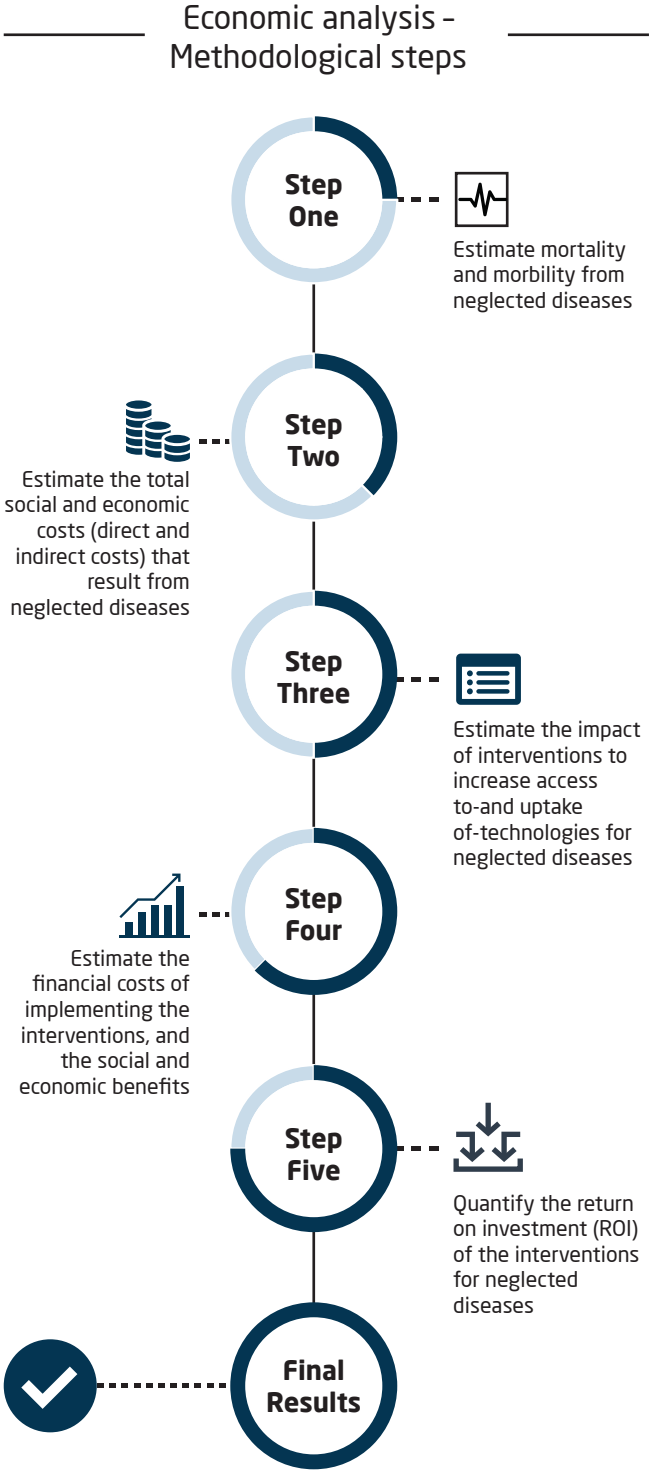 Economic analysis –
Methodological steps
Step
One
Estimate mortality
and morbility from
neglected diseases
Step
Two
Estimate the total
social and economic
costs (direct and
indirect costs) that
result from
neglected diseases
Step
Three
Estimate the impact
of interventions to
increase access
to-and uptake
of-technologies for
neglected diseases
Step
Four
Estimate the
financial costs of
implementing the
interventions, and
the social and
economic benefits
Step
Five
Quantify the return
on investment (ROI)
of the interventions
for neglected
diseases
Final
Results